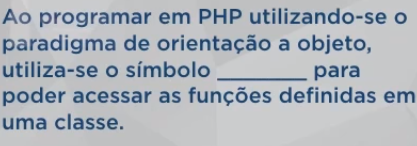 Ao programar em PHP utilizando-se o
paradigma de orientação a objeto,
utiliza-se o símbolo ________ para
poder acessar as funções definidas em
uma classe.